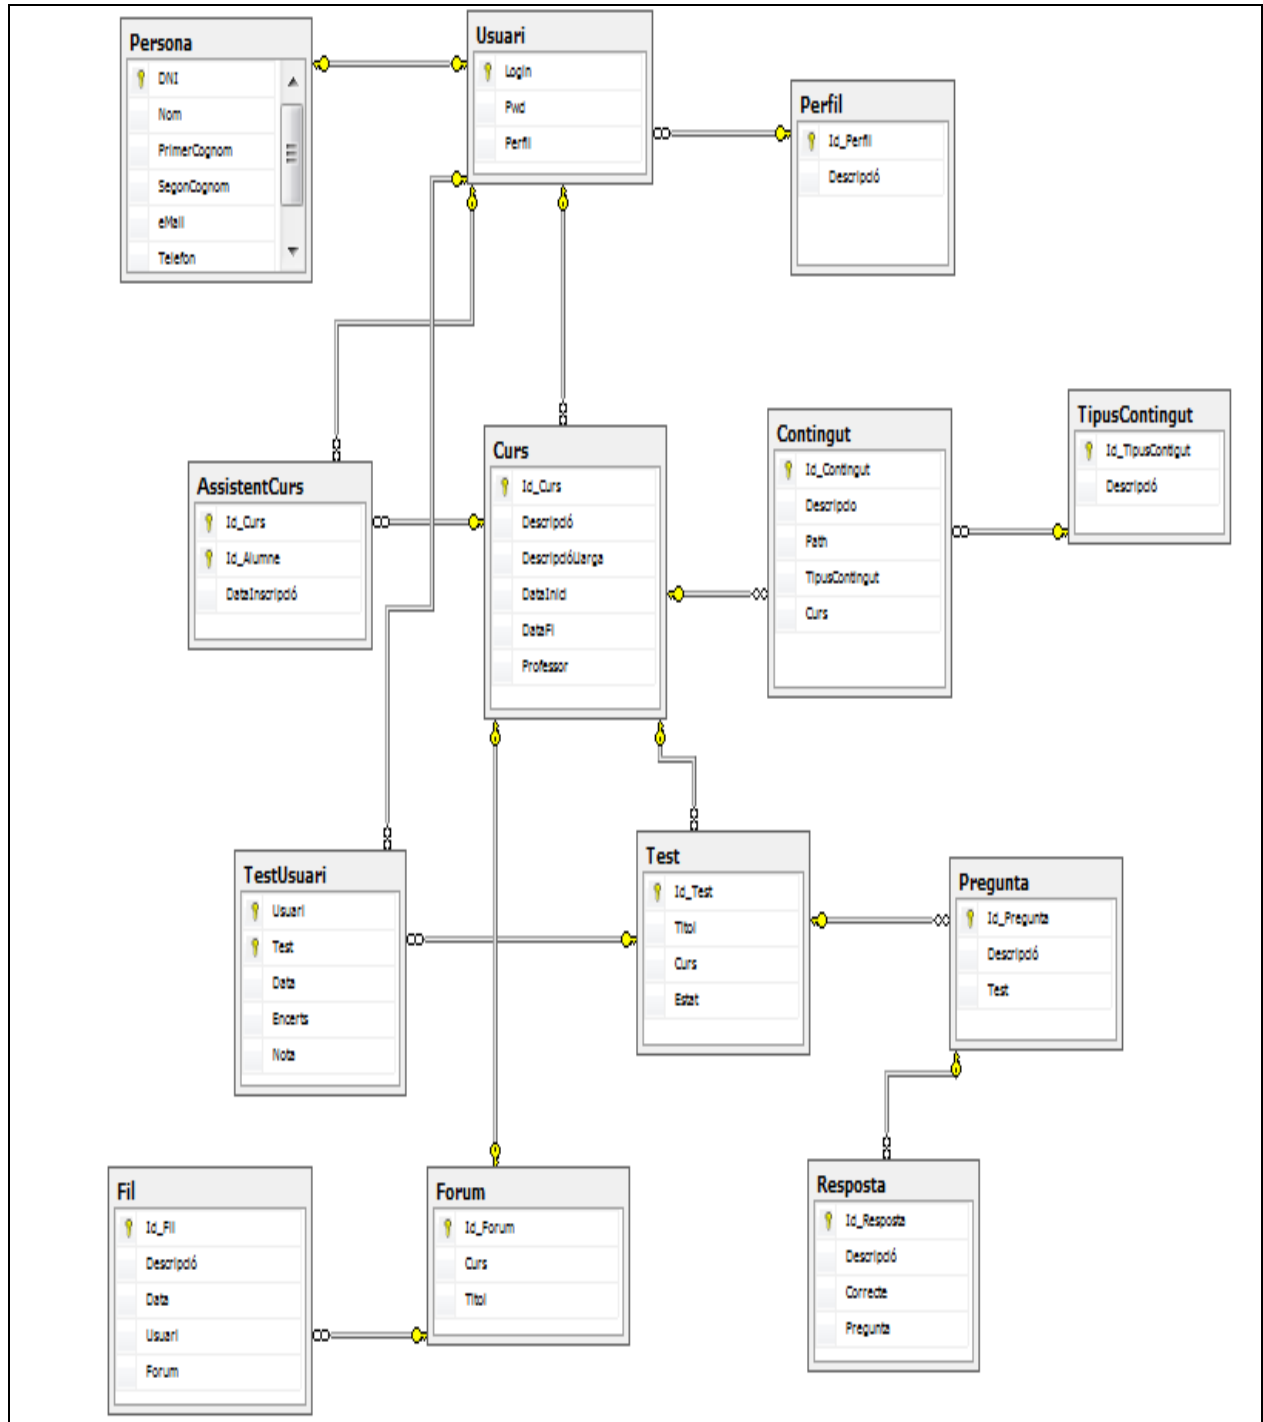 Persona
DNI
Nom
PrimerCognom
SegonCognom
eMail
Telefon
Usuari
Login
Pwd
Perfil
Perfil
Id_Perfil
Descripció
AssistentCurs
Id_Curs
Id_Alumne
DataInscripció
Curs
Id_Curs
Descripció
DescripcióLlarga
DataInici
DataFi
Professor
Contingut
Id_Contingut
Descripcio
Path
TipusContingut
Curs
TipusContingut
Id_TipusContigut
Descripció
TestUsuari
Usuari
Test
Data
Encerts
Nota
Test
Id_Test
Titol
Curs
Estat
Pregunta
Id_Pregunta
Descripció
Test
Fil
Id_Fil
Descripció
Data
Usuari
Forum
Forum
Id_Forum
Curs
Titol
Resposta
Id_Resposta
Descripció
Correcte
Pregunta